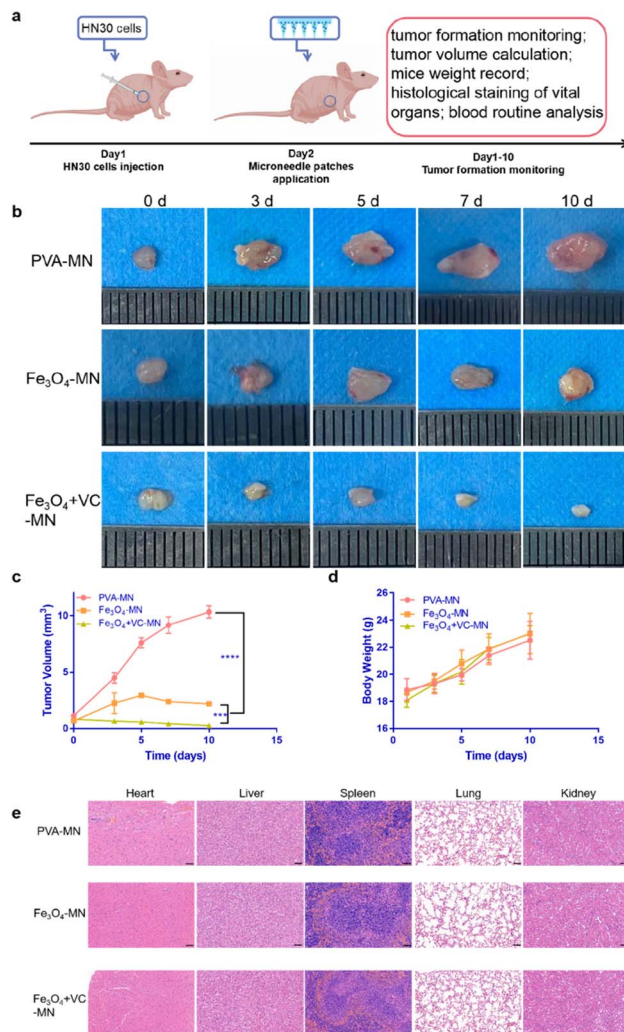 a
HN30 cells
tumor formation monitoring;
tumor volume calculation;
mice weight record;
histological staining of vital
organs; blood routine analysis
Day1
HN30 cells injection
Day2
Microneedle patches
application
Day1-10
Tumor formation monitoring
b
0 d 3 d 5 d 7 d 10 d
PVA-MN
Fe₃O₄-MN
Fe₃O₄+VC
-MN
c
PVA-MN
Fe₃O₄-MN
Fe₃O₄+VC-MN
Tumor Volume (mm³)
10
5
0
****
***
0 5 10 15
Time (days)
d
PVA-MN
Fe₃O₄-MN
Fe₃O₄+VC-MN
Body Weight (g)
26
24
22
20
18
16
0 5 10 15
Time (days)
e
Heart Liver Spleen Lung Kidney
PVA-MN
Fe₃O₄-MN
Fe₃O₄+VC
-MN